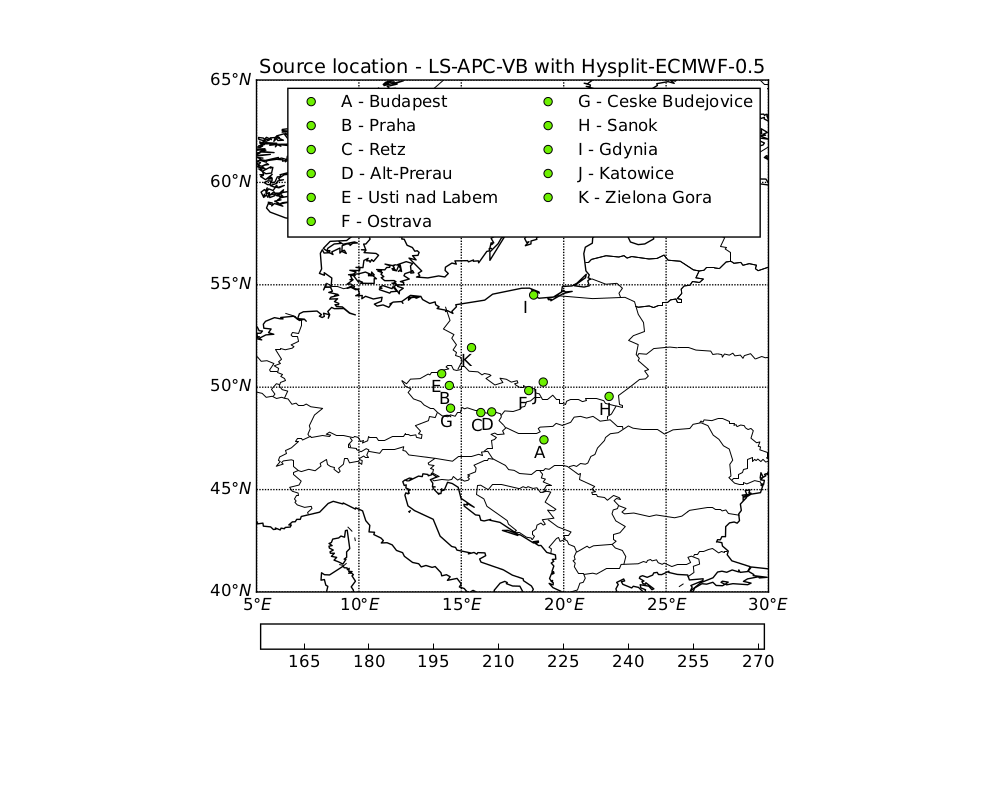 Source location - LS-APC-VB with Hysplit-ECMWF-0.5
65°N
A - Budapest
G - Ceske Budejovice
B - Praha
H - Sanok
C - Retz
I - Gdynia
60°N
D - Alt-Prerau
J - Katowice
E - Usti nad Labem
K - Zielona Gora
F - Ostrava
55°N
I
K
50°N
E
B
F
J
H
G
C
D
A
45°N
40°N
5°E 10°E 15°E 20°E 25°E 30°E
165 180 195 210 225 240 255 270